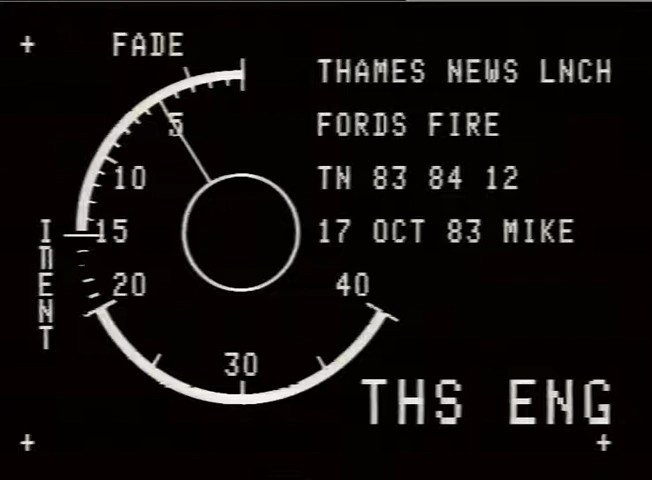 FADE
THAMES NEWS LNCH
FORDS FIRE
5
10
TN 83 84 12
15
17 OCT 83 MIKE
IDENT
20
40
30
THS ENG